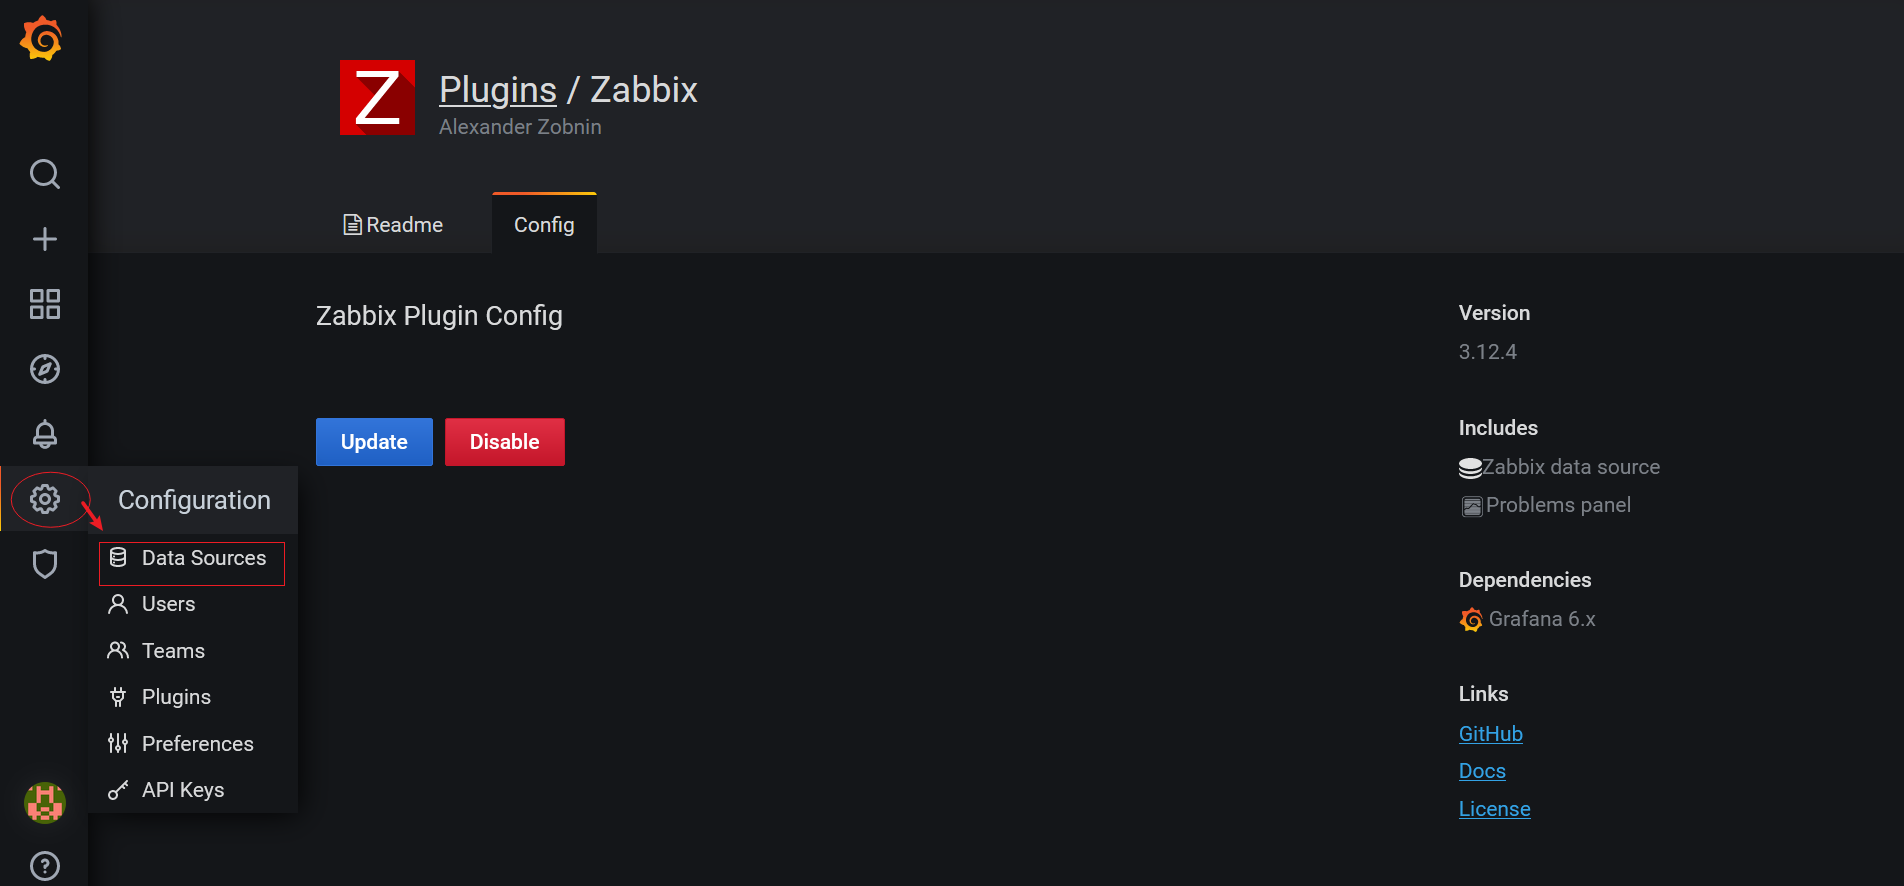 Z
Plugins / Zabbix
Alexander Zobnin
Readme
Config
Zabbix Plugin Config
Update
Disable
Configuration
Data Sources
Users
Teams
Plugins
Preferences
API Keys
Version
3.12.4
Includes
Zabbix data source
Problems panel
Dependencies
Grafana 6.x
Links
GitHub
Docs
License